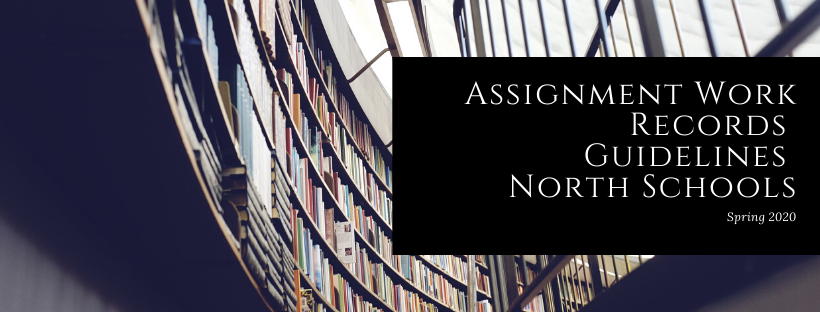 Assignment Work
Records
Guidelines
North Schools
Spring 2020